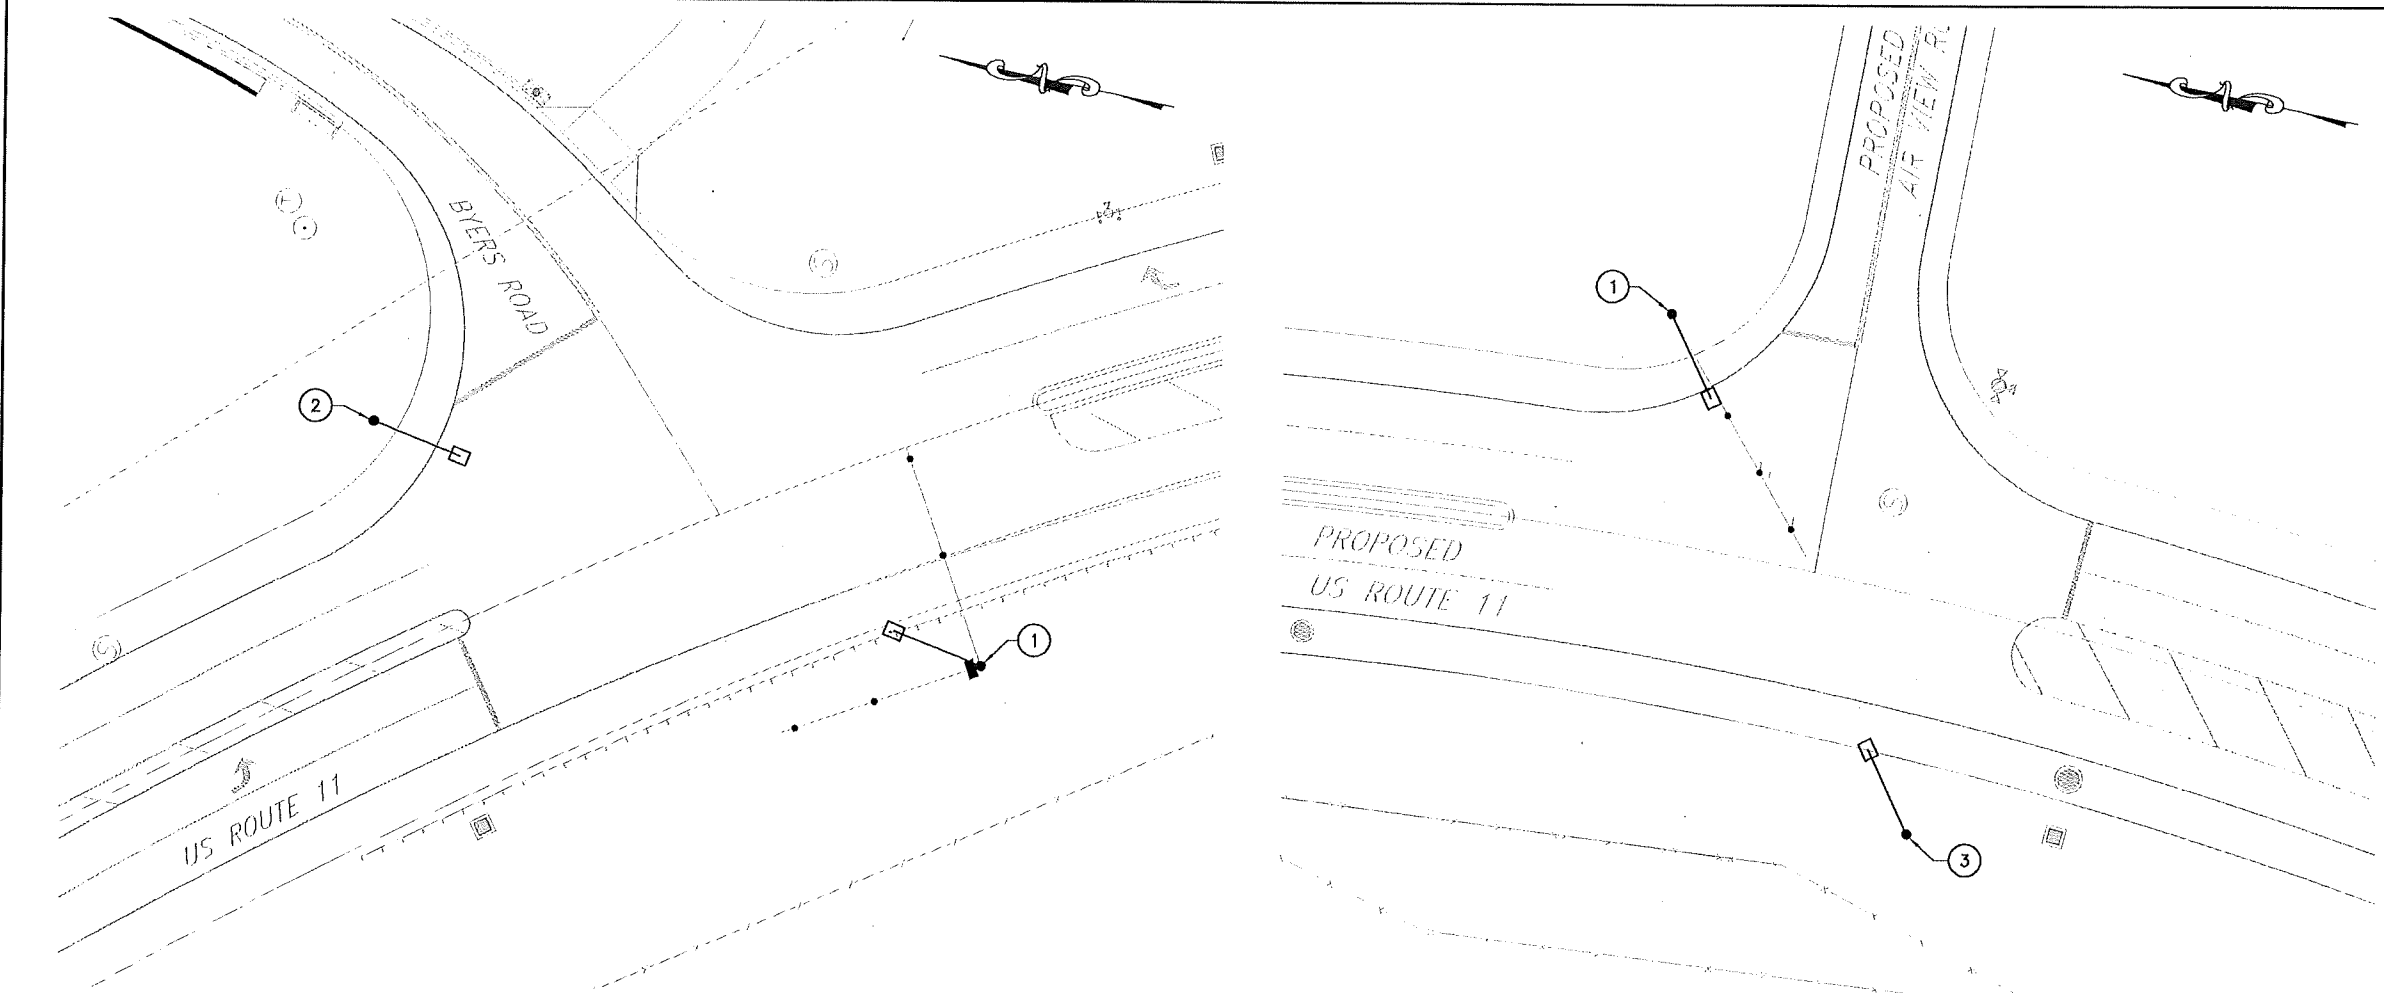 BYERS ROAD
2
1
US ROUTE 11
PROPOSED
AIR VIEW
1
PROPOSED
US ROUTE 11
3